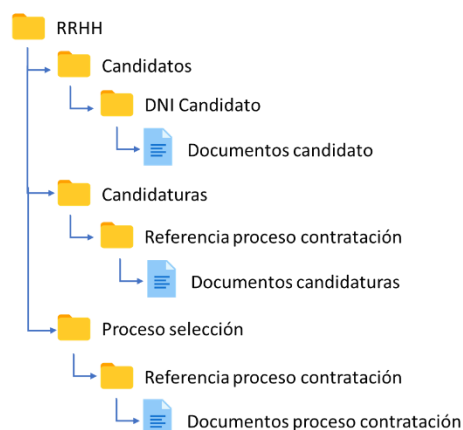 RRHH
Candidatos
DNI Candidato
Documentos candidato
Candidaturas
Referencia proceso contratación
Documentos candidaturas
Proceso selección
Referencia proceso contratación
Documentos proceso contratación